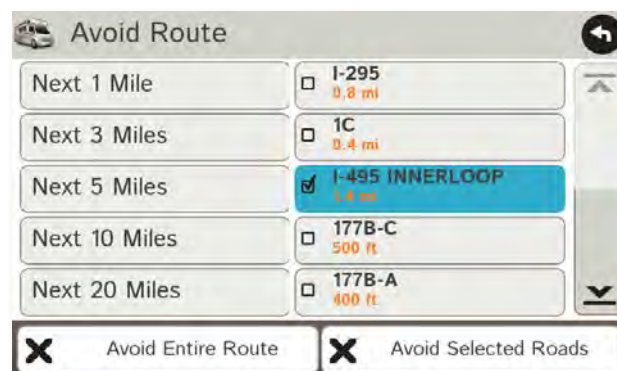 Avoid Route
Next 1 Mile
I-295
0.8 mi
Next 3 Miles
1C
0.4 mi
Next 5 Miles
I-495 INNERLOOP
Next 10 Miles
177B-C
500 ft
Next 20 Miles
177B-A
400 ft
Avoid Entire Route
Avoid Selected Roads